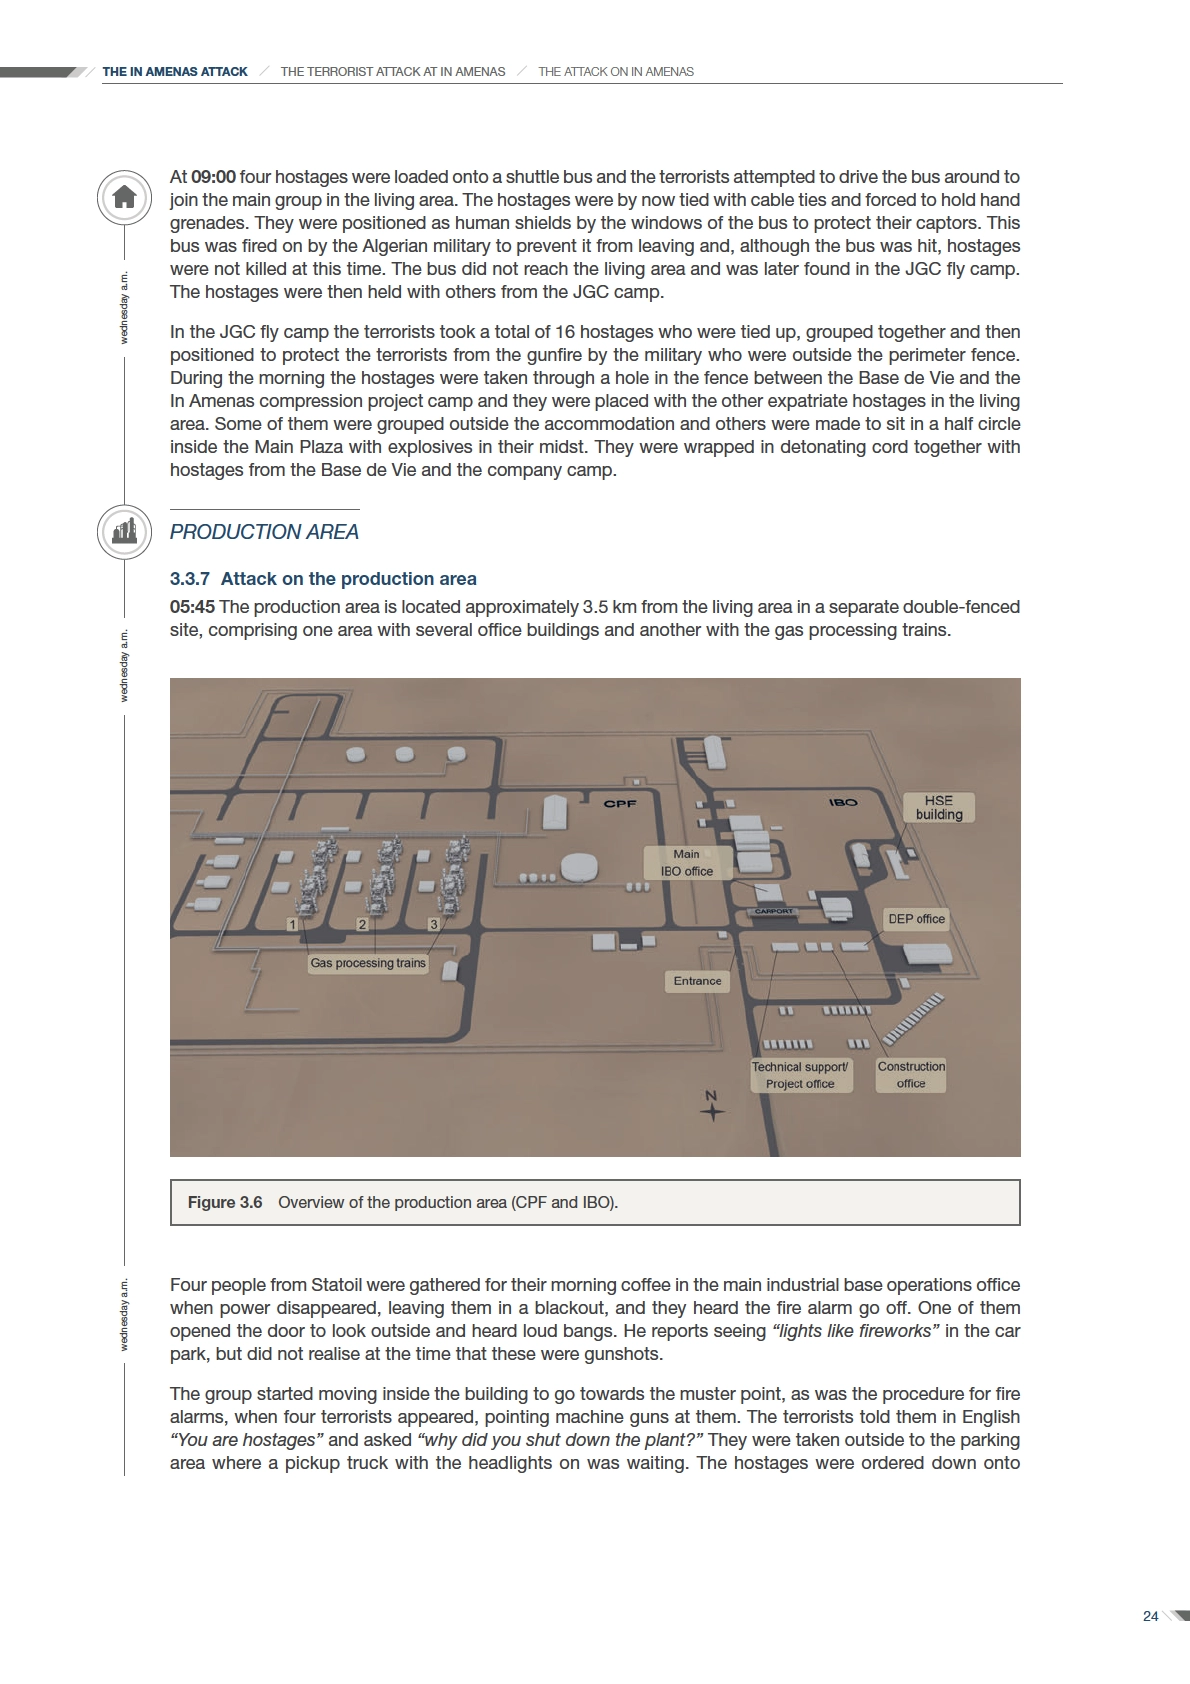 THE IN AMENAS ATTACK / THE TERRORIST ATTACK AT IN AMENAS / THE ATTACK ON IN AMENAS
At 09:00 four hostages were loaded onto a shuttle bus and the terrorists attempted to drive the bus around to
join the main group in the living area. The hostages were by now tied with cable ties and forced to hold hand
grenades. They were positioned as human shields by the windows of the bus to protect their captors. This
bus was fired on by the Algerian military to prevent it from leaving and, although the bus was hit, hostages
were not killed at this time. The bus did not reach the living area and was later found in the JGC fly camp.
The hostages were then held with others from the JGC camp.
wednesday a.m.
In the JGC fly camp the terrorists took a total of 16 hostages who were tied up, grouped together and then
positioned to protect the terrorists from the gunfire by the military who were outside the perimeter fence.
During the morning the hostages were taken through a hole in the fence between the Base de Vie and the
In Amenas compression project camp and they were placed with the other expatriate hostages in the living
area. Some of them were grouped outside the accommodation and others were made to sit in a half circle
inside the Main Plaza with explosives in their midst. They were wrapped in detonating cord together with
hostages from the Base de Vie and the company camp.
PRODUCTION AREA
3.3.7 Attack on the production area
05:45 The production area is located approximately 3.5 km from the living area in a separate double-fenced
site, comprising one area with several office buildings and another with the gas processing trains.
wednesday a.m.
CPF
IBO
HSE
building
Main
IBO office
CARPORT
DEP office
1
2
3
Gas processing trains
Entrance
Technical support/
Project office
Construction
office
N
Figure 3.6 Overview of the production area (CPF and IBO).
wednesday a.m.
Four people from Statoil were gathered for their morning coffee in the main industrial base operations office
when power disappeared, leaving them in a blackout, and they heard the fire alarm go off. One of them
opened the door to look outside and heard loud bangs. He reports seeing “lights like fireworks” in the car
park, but did not realise at the time that these were gunshots.
The group started moving inside the building to go towards the muster point, as was the procedure for fire
alarms, when four terrorists appeared, pointing machine guns at them. The terrorists told them in English
“You are hostages” and asked “why did you shut down the plant?” They were taken outside to the parking
area where a pickup truck with the headlights on was waiting. The hostages were ordered down onto
24